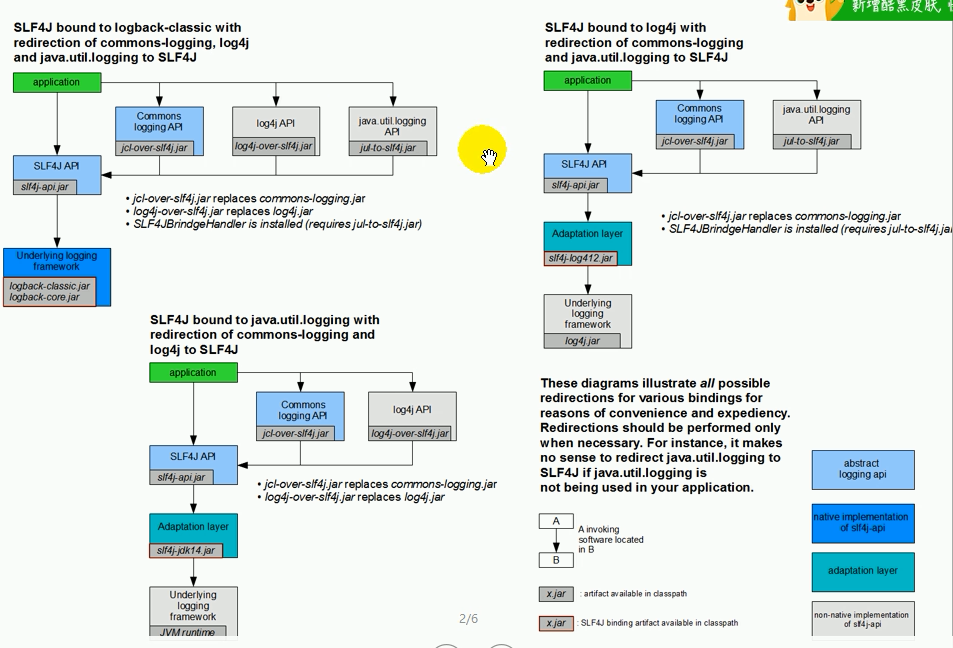 新增酷黑皮肤
SLF4J bound to logback-classic with
redirection of commons-logging, log4j
and java.util.logging to SLF4J
application
Commons
logging API
jcl-over-slf4j.jar
log4j API
log4j-over-slf4j.jar
java.util.logging
API
jul-to-slf4j.jar
SLF4J API
slf4j-api.jar
• jcl-over-slf4j.jar replaces commons-logging.jar
• log4j-over-slf4j.jar replaces log4j.jar
• SLF4JBrindgeHandler is installed (requires jul-to-slf4j.jar)
Underlying logging
framework
logback-classic.jar
logback-core.jar
SLF4J bound to log4j with
redirection of commons-logging
and java.util.logging to SLF4J
application
Commons
logging API
jcl-over-slf4j.jar
java.util.logging
API
jul-to-slf4j.jar
SLF4J API
slf4j-api.jar
• jcl-over-slf4j.jar replaces commons-logging.jar
• SLF4JBrindgeHandler is installed (requires jul-to-slf4j.jar
Adaptation layer
slf4j-log412.jar
Underlying
logging
framework
log4j.jar
SLF4J bound to java.util.logging with
redirection of commons-logging and
log4j to SLF4J
application
Commons
logging API
jcl-over-slf4j.jar
log4j API
log4j-over-slf4j.jar
SLF4J API
slf4j-api.jar
• jcl-over-slf4j.jar replaces commons-logging.jar
• log4j-over-slf4j.jar replaces log4j.jar
Adaptation layer
slf4j-jdk14.jar
Underlying
logging
framework
JVM runtime
These diagrams illustrate all possible
redirections for various bindings for
reasons of convenience and expediency.
Redirections should be performed only
when necessary. For instance, it makes
no sense to redirect java.util.logging to
SLF4J if java.util.logging is
not being used in your application.
A
B
A invoking
software located
in B
x.jar : artifact available in classpath
x.jar : SLF4J binding artifact available in classpath
abstract
logging api
native implementation
of slf4j-api
adaptation layer
non-native implementation
of slf4j-api
2/6